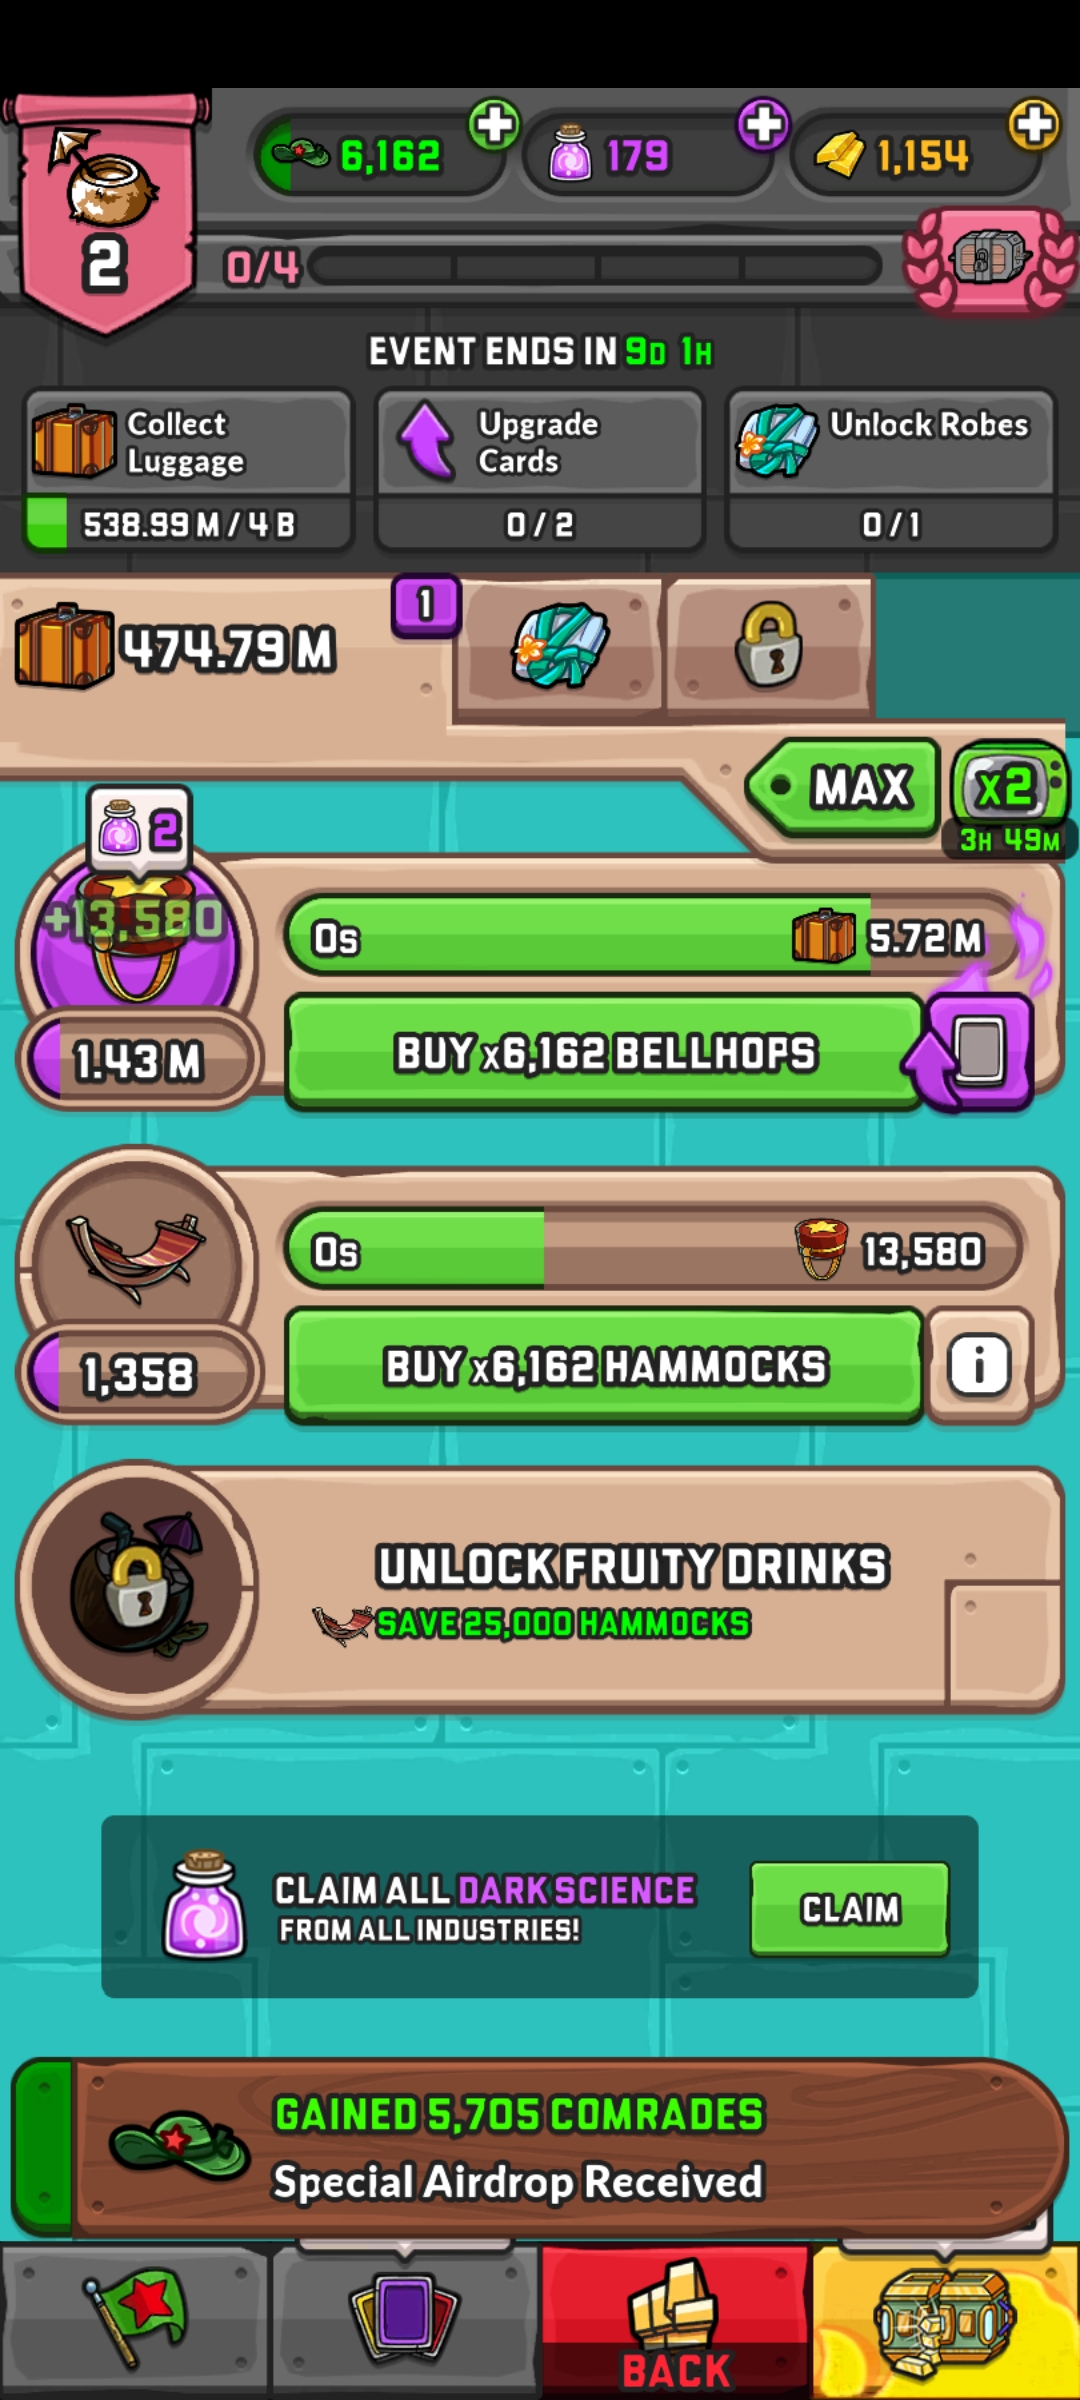 6,162
179
1,154
2
0/4
EVENT ENDS IN 9D 1H
Collect
Luggage
Upgrade
Cards
Unlock Robes
538.99 M / 4 B
0 / 2
0 / 1
474.79 M
1
MAX
x2
3H 49M
2
+13,580
0s
5.72 M
1.43 M
BUY x6,162 BELLHOPS
0s
13,580
1,358
BUY x6,162 HAMMOCKS
i
UNLOCK FRUITY DRINKS
SAVE 25,000 HAMMOCKS
CLAIM ALL DARK SCIENCE
FROM ALL INDUSTRIES!
CLAIM
GAINED 5,705 COMRADES
Special Airdrop Received
BACK